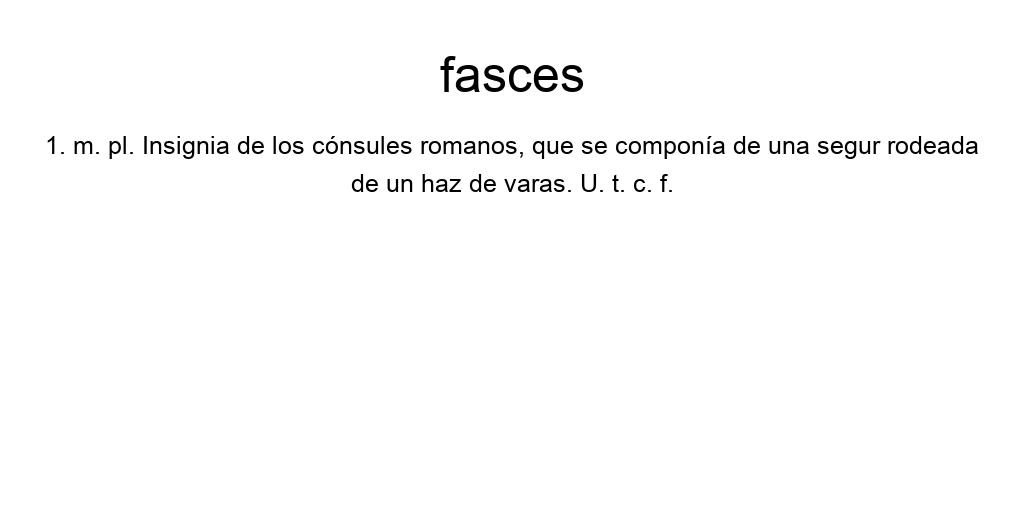 fasces
1. m. pl. Insignia de los cónsules romanos, que se componía de una segur rodeada
de un haz de varas. U. t. c. f.